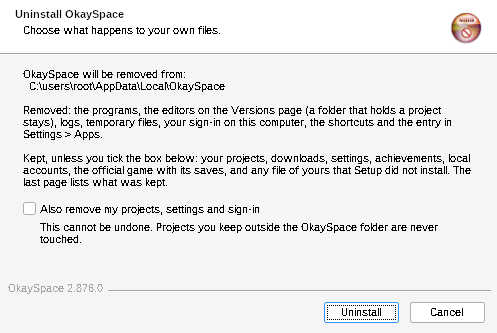 Uninstall OkaySpace
Choose what happens to your own files.
OkaySpace will be removed from:
C:\users\root\AppData\Local\OkaySpace
Removed: the programs, the editors on the Versions page (a folder that holds a project
stays), logs, temporary files, your sign-in on this computer, the shortcuts and the entry in
Settings > Apps.
Kept, unless you tick the box below: your projects, downloads, settings, achievements, local
accounts, the official game with its saves, and any file of yours that Setup did not install. The
last page lists what was kept.
Also remove my projects, settings and sign-in
This cannot be undone. Projects you keep outside the OkaySpace folder are never
touched.
OkaySpace 2.876.0
Uninstall
Cancel